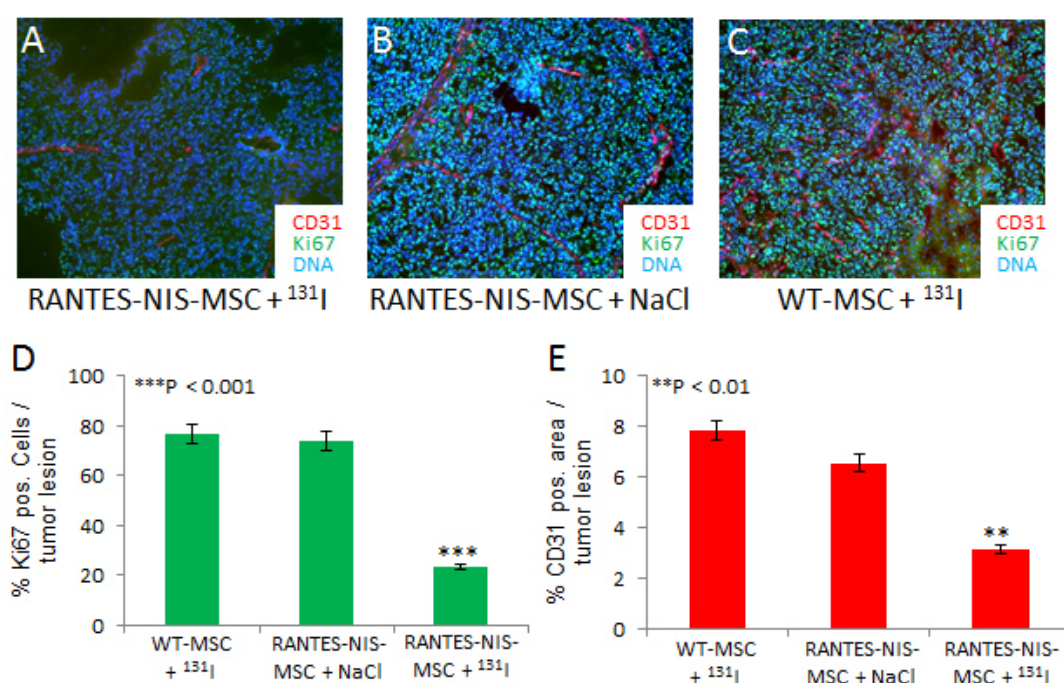 A
CD31
Ki67
DNA
RANTES-NIS-MSC + ¹³¹I
B
CD31
Ki67
DNA
RANTES-NIS-MSC + NaCl
C
CD31
Ki67
DNA
WT-MSC + ¹³¹I
D
***P < 0.001
% Ki67 pos. Cells /
tumor lesion
100
80
60
40
20
0
***
WT-MSC
+ ¹³¹I
RANTES-NIS-
MSC + NaCl
RANTES-NIS-
MSC + ¹³¹I
E
**P < 0.01
% CD31 pos. area /
tumor lesion
10
8
6
4
2
0
**
WT-MSC
+ ¹³¹I
RANTES-NIS-
MSC + NaCl
RANTES-NIS-
MSC + ¹³¹I